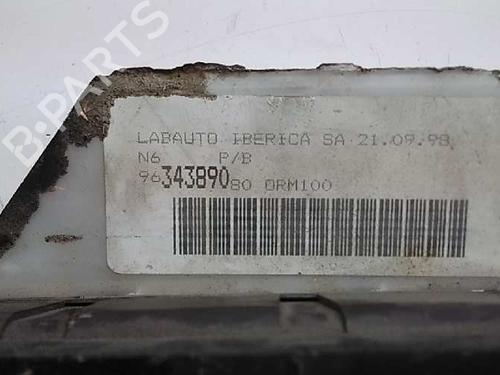 B-PARTS
LABAUTO IBERICA SA 21.09.98
N6 P/B
9634389080 ORM100